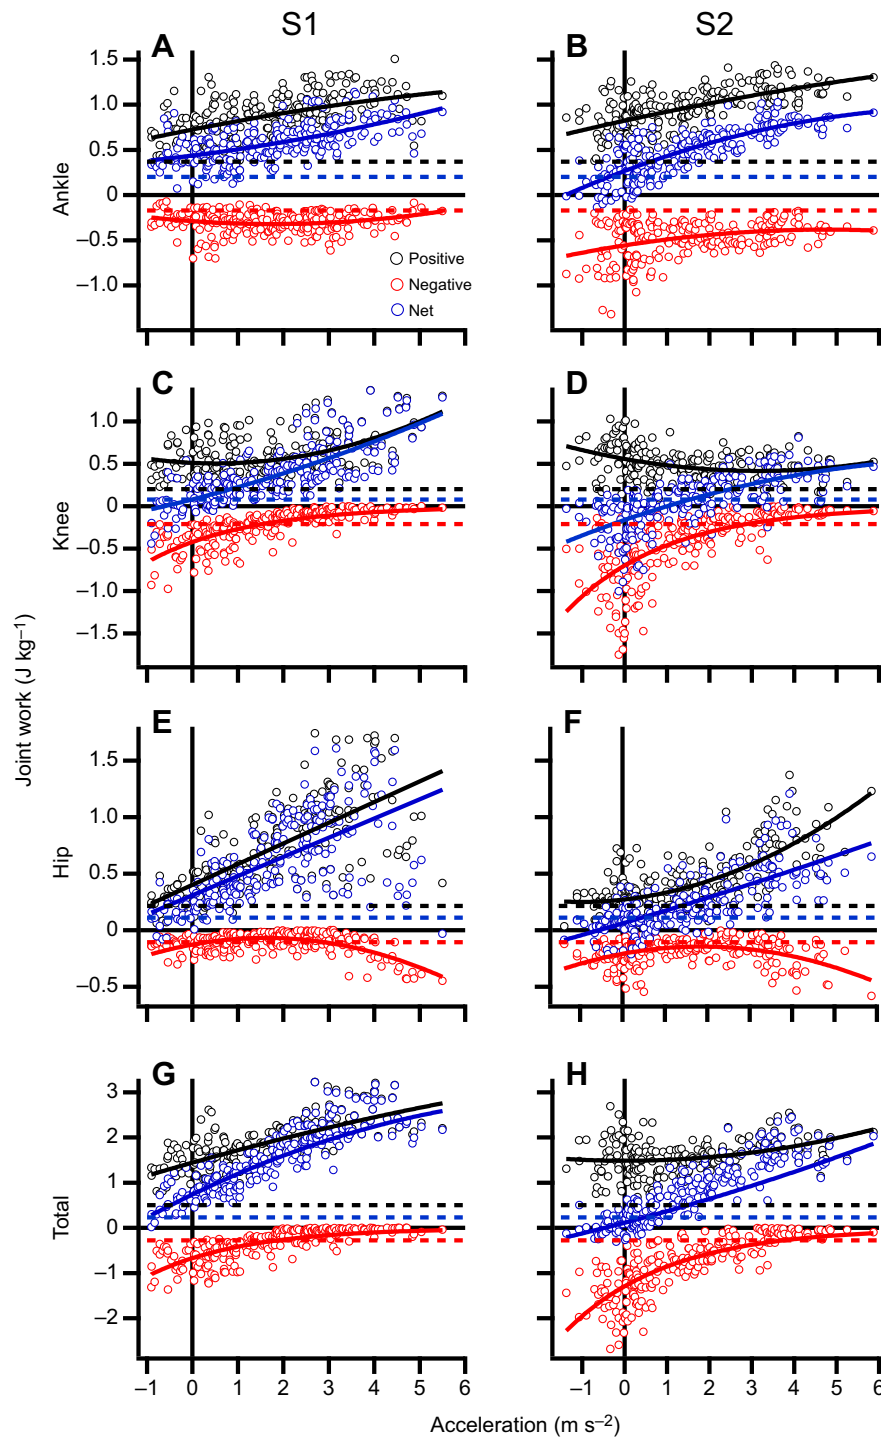 S1 S2
A B
1.5
1.0
0.5
0
–0.5
–1.0
Ankle
Positive
Negative
Net
C D
1.0
0.5
0
–0.5
–1.0
–1.5
Knee
Joint work (J kg–1)
E F
1.5
1.0
0.5
0
–0.5
Hip
G H
3
2
1
0
–1
–2
Total
–1 0 1 2 3 4 5 6 –1 0 1 2 3 4 5 6
Acceleration (m s–2)